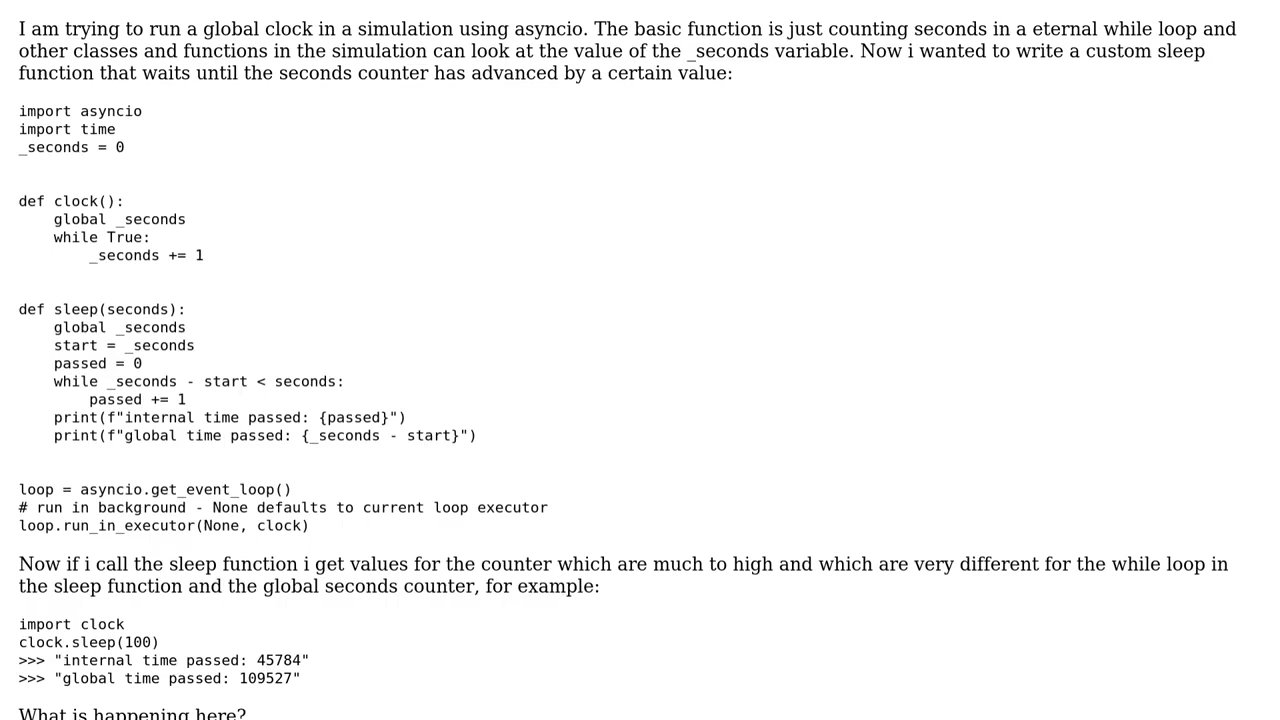 I am trying to run a global clock in a simulation using asyncio. The basic function is just counting seconds in a eternal while loop and
other classes and functions in the simulation can look at the value of the _seconds variable. Now i wanted to write a custom sleep
function that waits until the seconds counter has advanced by a certain value:
import asyncio
import time
_seconds = 0
def clock():
    global _seconds
    while True:
        _seconds += 1
def sleep(seconds):
    global _seconds
    start = _seconds
    passed = 0
    while _seconds - start < seconds:
        passed += 1
    print(f"internal time passed: {passed}")
    print(f"global time passed: {_seconds - start}")
loop = asyncio.get_event_loop()
# run in background - None defaults to current loop executor
loop.run_in_executor(None, clock)
Now if i call the sleep function i get values for the counter which are much to high and which are very different for the while loop in
the sleep function and the global seconds counter, for example:
import clock
clock.sleep(100)
>>> "internal time passed: 45784"
>>> "global time passed: 109527"
What is happening here?